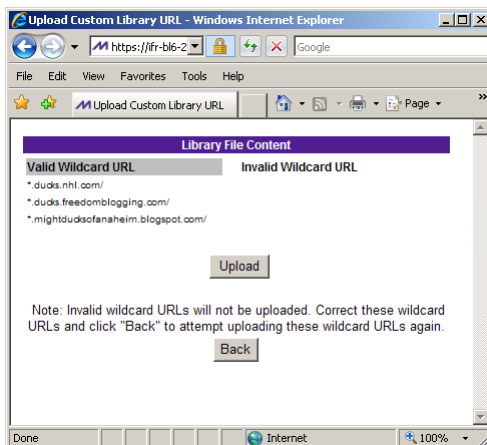 Upload Custom Library URL - Windows Internet Explorer
https://ifr-bl6-2
Google
File Edit View Favorites Tools Help
Upload Custom Library URL
Page
»
Library File Content
Valid Wildcard URL Invalid Wildcard URL
*.ducks.nhl.com/
*.ducks.freedomblogging.com/
*.mightducksofanaheim.blogspot.com/
Upload
Note: Invalid wildcard URLs will not be uploaded. Correct these wildcard
URLs and click "Back" to attempt uploading these wildcard URLs again.
Back
Done Internet 100%